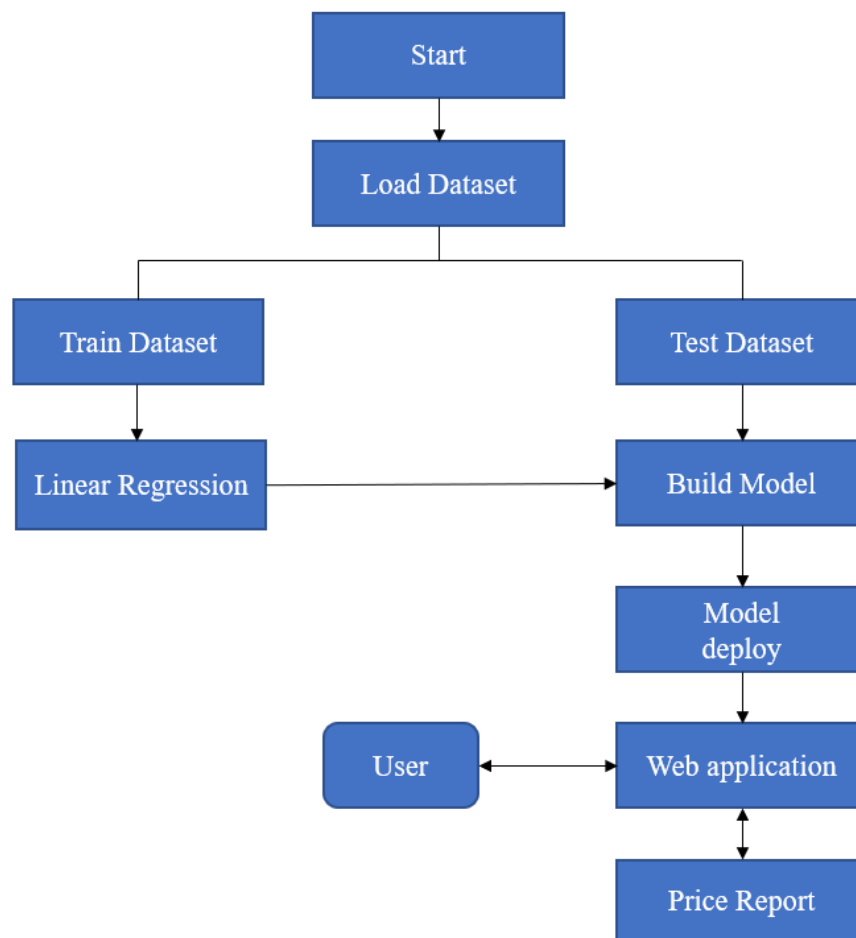 Start
Load Dataset
Train Dataset
Test Dataset
Linear Regression
Build Model
Model
deploy
User
Web application
Price Report